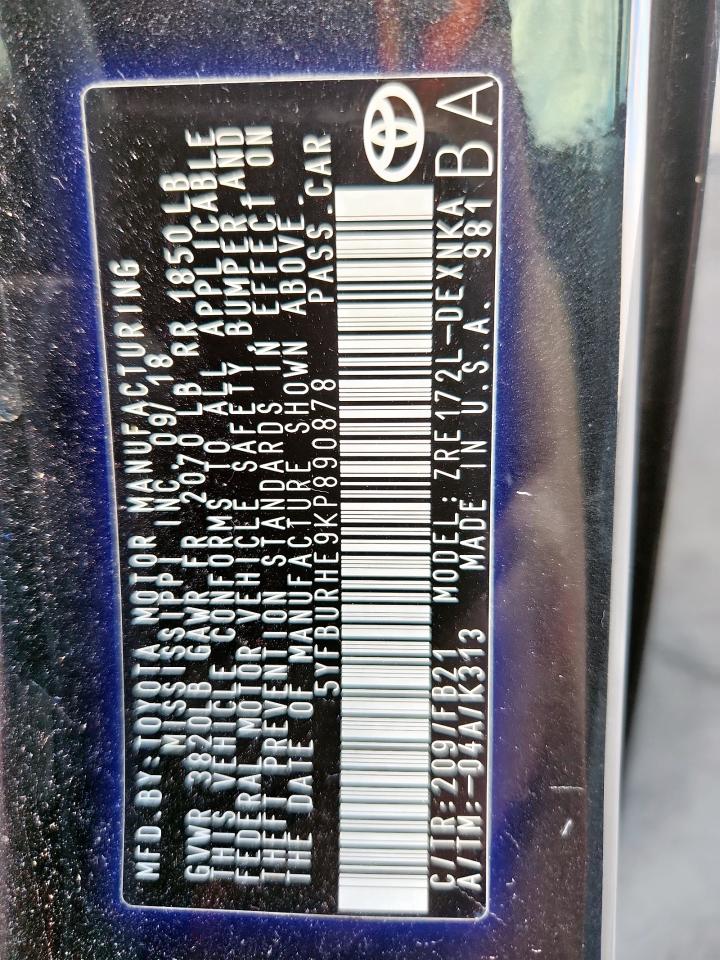 MFD.BY:TOYOTA MOTOR MANUFACTURING
MISSISSIPPI INC. 09/18
GVWR 3820LB GAWR FR 2070LB RR 1850LB
THIS VEHICLE CONFORMS TO ALL APPLICABLE
FEDERAL MOTOR VEHICLE SAFETY BUMPER AND
THEFT PREVENTION STANDARDS IN EFFECT ON
THE DATE OF MANUFACTURE SHOWN ABOVE.
5YFBURHE9KP890878 PASS.CAR
C/TR:209/FB21 MODEL:ZRE172L-DEXNKA
A/TM:-04A/K313 MADE IN U.S.A. 981
BA